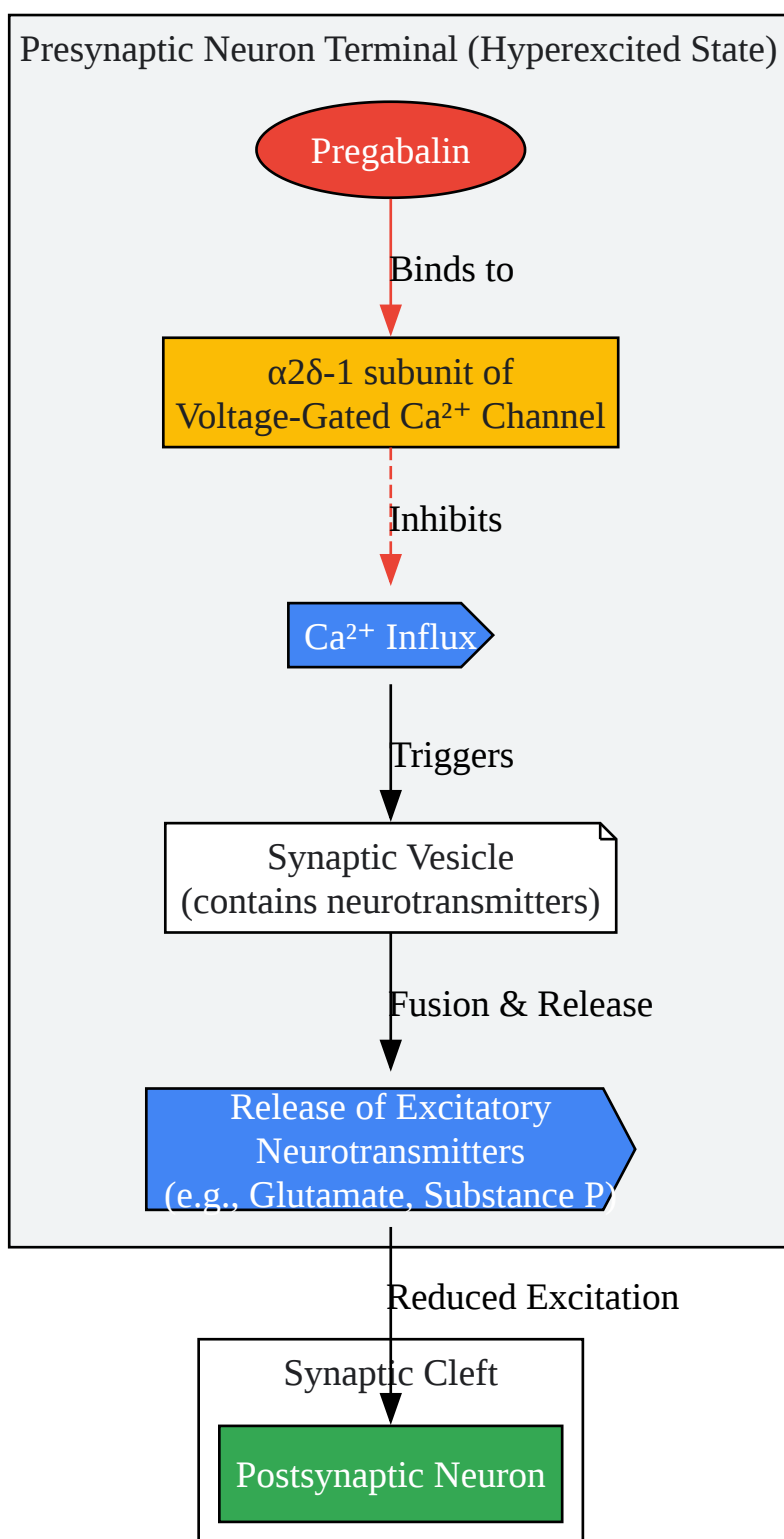 Presynaptic Neuron Terminal (Hyperexcited State)
Pregabalin
Binds to
α2δ-1 subunit of
Voltage-Gated Ca²⁺ Channel
Inhibits
Ca²⁺ Influx
Triggers
Synaptic Vesicle
(contains neurotransmitters)
Fusion & Release
Release of Excitatory
Neurotransmitters
(e.g., Glutamate, Substance P)
Reduced Excitation
Synaptic Cleft
Postsynaptic Neuron